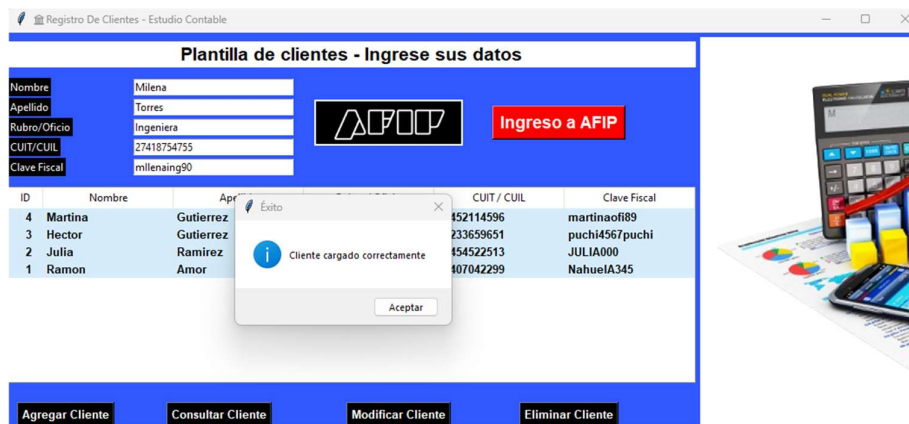 Registro De Clientes - Estudio Contable
Plantilla de clientes - Ingrese sus datos
Nombre Milena
Apellido Torres
Rubro/Oficio Ingeniera
CUIT/CUIL 27418754755
Clave Fiscal mllenaing90
AFIP
Ingreso a AFIP
ID Nombre CUIT / CUIL Clave Fiscal
4 Martina Gutierrez 452114596 martinaofi89
3 Hector Gutierrez 233659651 puchi4567puchi
2 Julia Ramirez 454522513 JULIA000
1 Ramon Amor 407042299 NahuelA345
Éxito
Cliente cargado correctamente
Aceptar
Agregar Cliente Consultar Cliente Modificar Cliente Eliminar Cliente